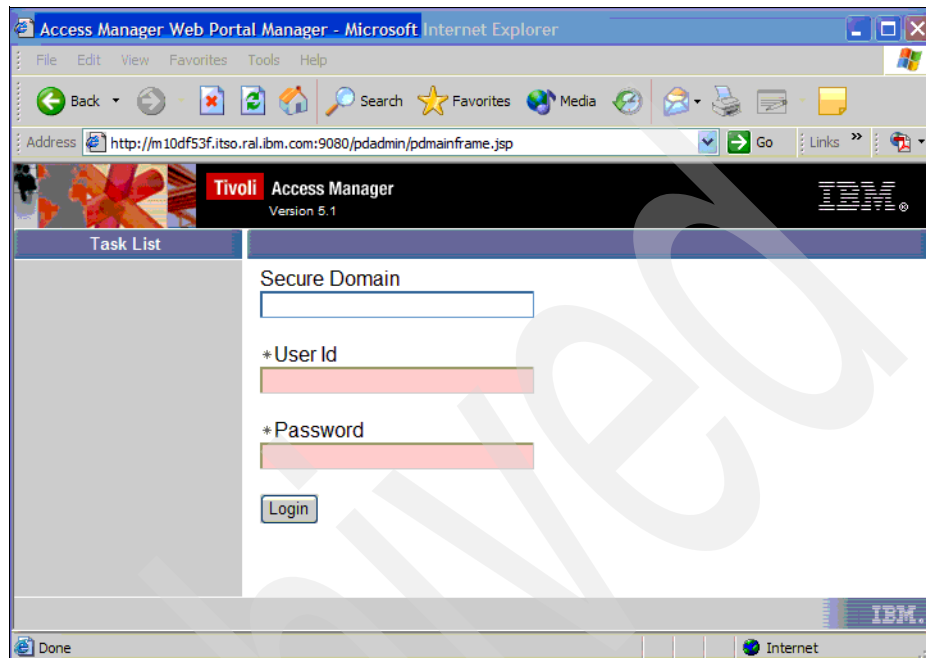 Access Manager Web Portal Manager - Microsoft Internet Explorer
File Edit View Favorites Tools Help
Back Search Favorites Media
Address http://m10df53f.itso.ral.ibm.com:9080/pdadmin/pdmainframe.jsp Go Links »
Tivoli Access Manager
Version 5.1
IBM®
Task List
Secure Domain
*User Id
*Password
Login
IBM.
Done Internet
hived